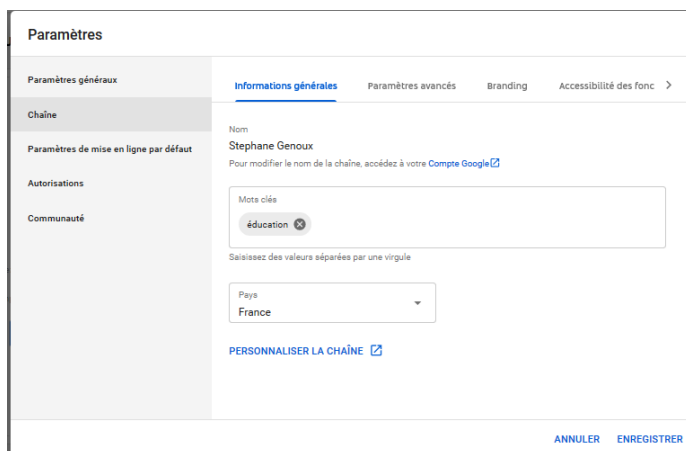 Paramètres
Paramètres généraux
Chaîne
Paramètres de mise en ligne par défaut
Autorisations
Communauté
Informations générales Paramètres avancés Branding Accessibilité des fonc
Nom
Stephane Genoux
Pour modifier le nom de la chaîne, accédez à votre Compte Google
Mots clés
éducation
Saisissez des valeurs séparées par une virgule
Pays
France
PERSONNALISER LA CHAÎNE
ANNULER ENREGISTRER